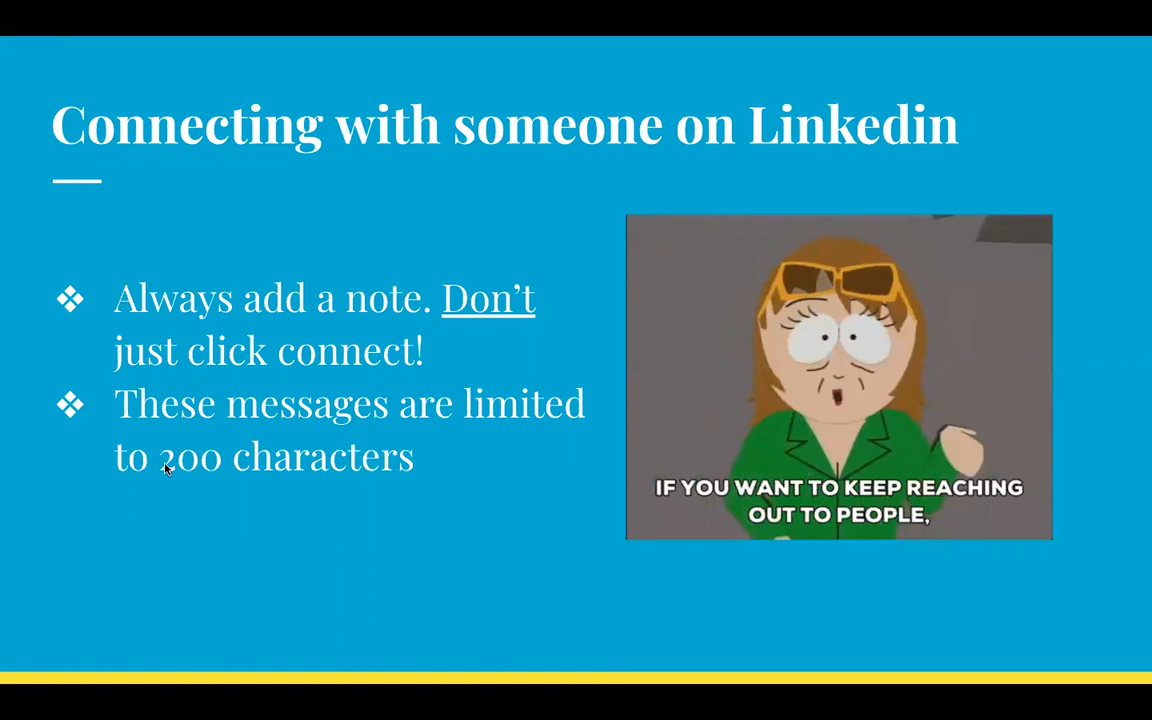 Connecting with someone on Linkedin
❖ Always add a note. Don’t
just click connect!
❖ These messages are limited
to characters
IF YOU WANT TO KEEP REACHING
OUT TO PEOPLE,